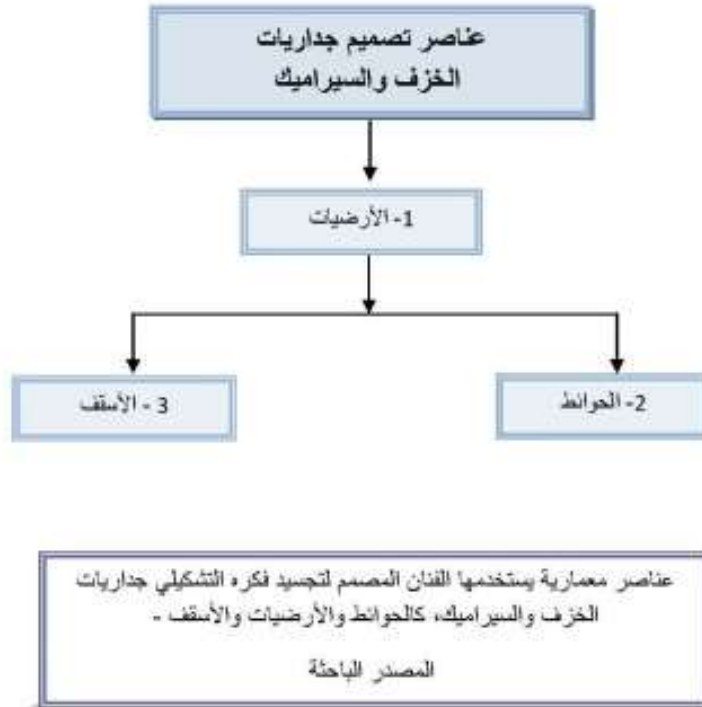 عناصر تصميم جداريات
الخزف والسيراميك
1- الأرضيات
2- الحوائط
3 - الأسقف
عناصر معمارية يستخدمها الفنان المصمم لتجسيد فكره التشكيلي جداريات
الخزف والسيراميك، كالحوائط والأرضيات والأسقف -
المصدر الباحثة